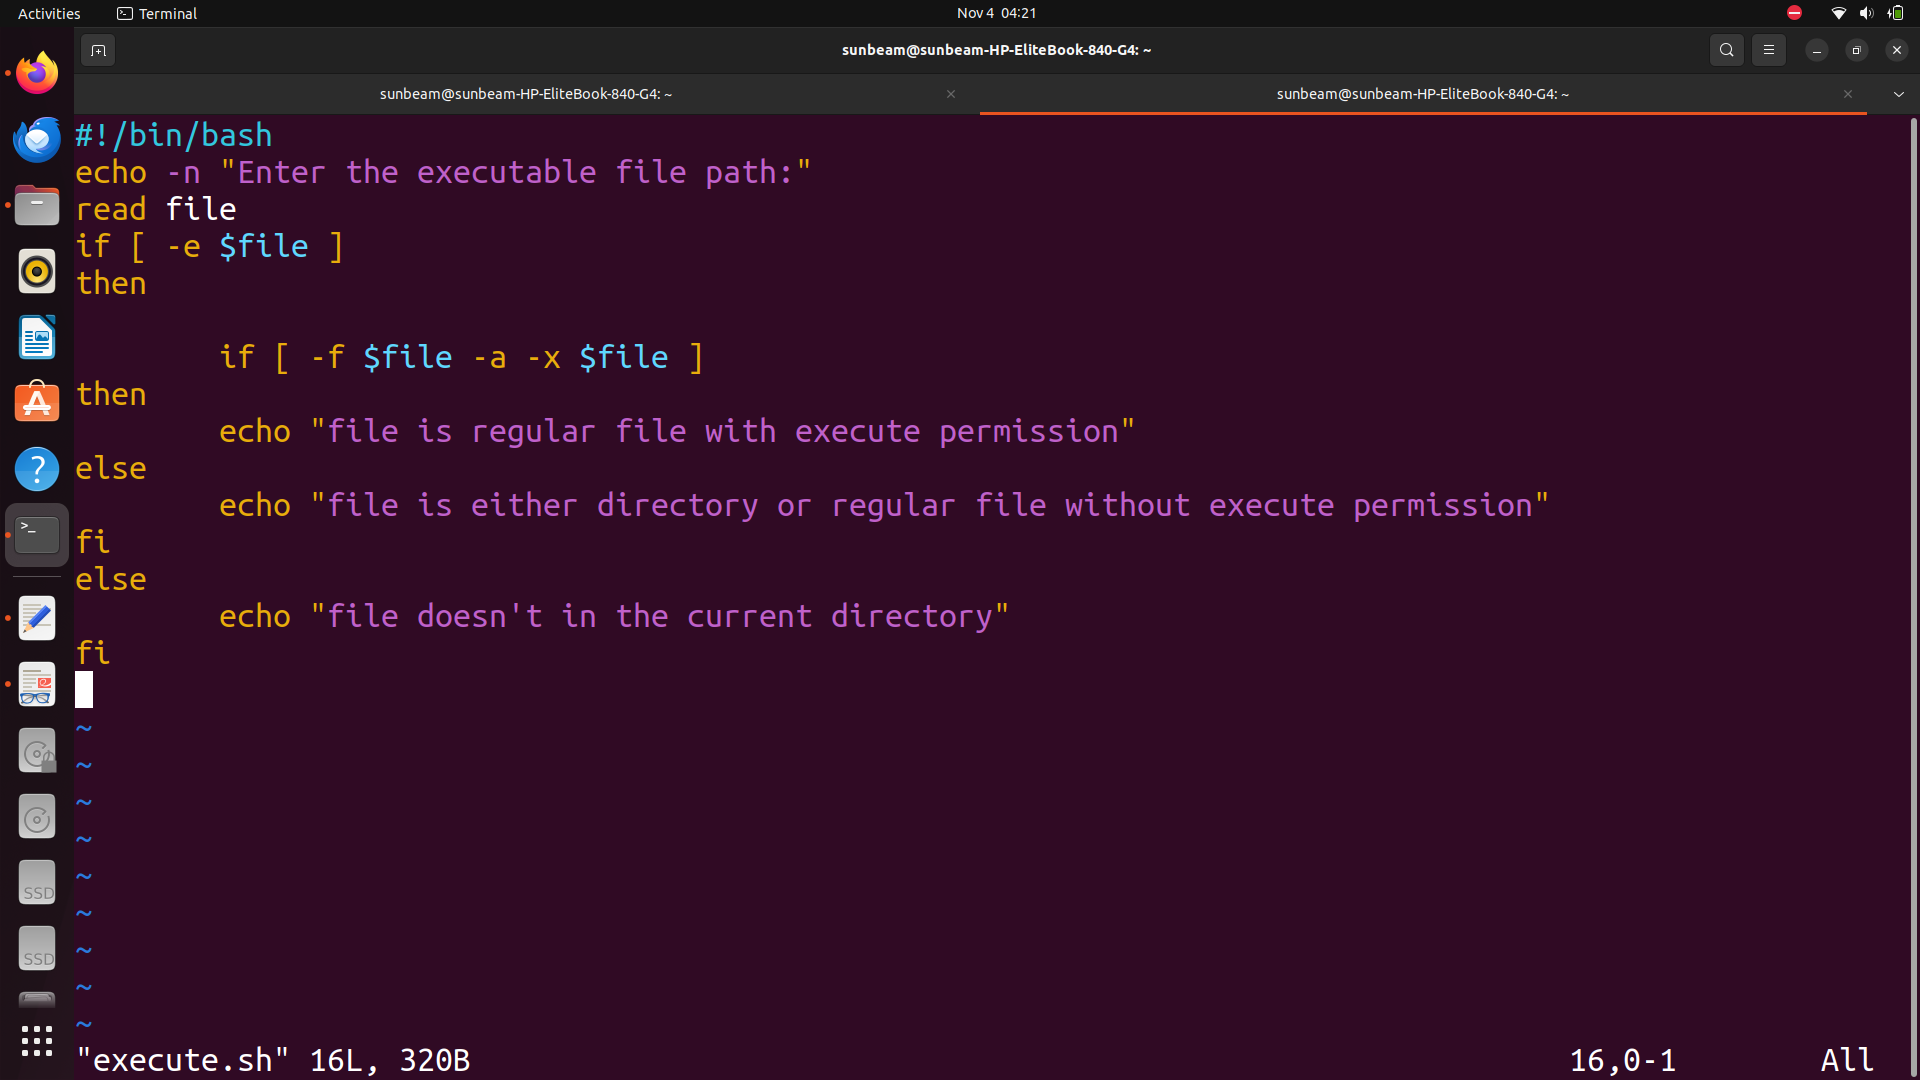 Activities
Terminal
Nov 4 04:21
sunbeam@sunbeam-HP-EliteBook-840-G4: ~
sunbeam@sunbeam-HP-EliteBook-840-G4: ~
sunbeam@sunbeam-HP-EliteBook-840-G4: ~
#!/bin/bash
echo -n "Enter the executable file path:"
read file
if [ -e $file ]
then
        if [ -f $file -a -x $file ]
then
        echo "file is regular file with execute permission"
else
        echo "file is either directory or regular file without execute permission"
fi
else
        echo "file doesn't in the current directory"
fi
~
~
~
~
~
~
~
~
~
"execute.sh" 16L, 320B 16,0-1 All
SSD
SSD